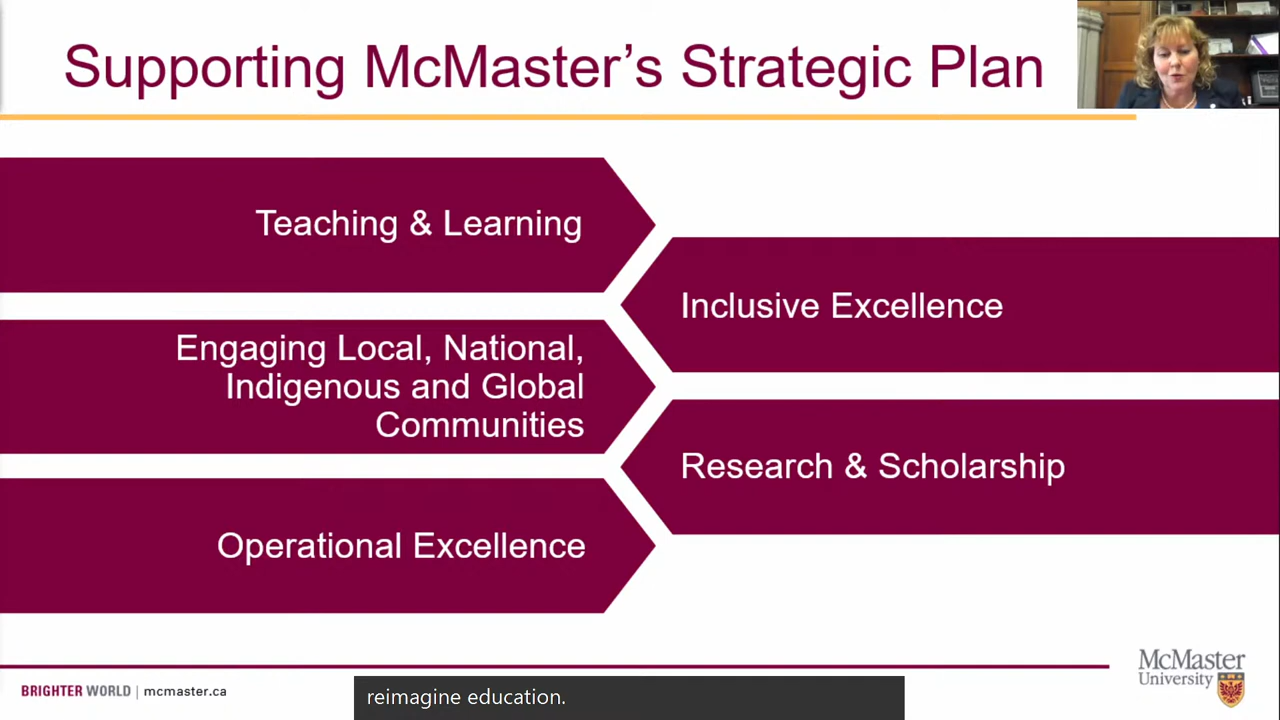 Supporting McMaster’s Strategic Plan
Teaching & Learning
Inclusive Excellence
Engaging Local, National,
Indigenous and Global
Communities
Research & Scholarship
Operational Excellence
BRIGHTER WORLD | mcmaster.ca
reimagine education.
McMaster
University